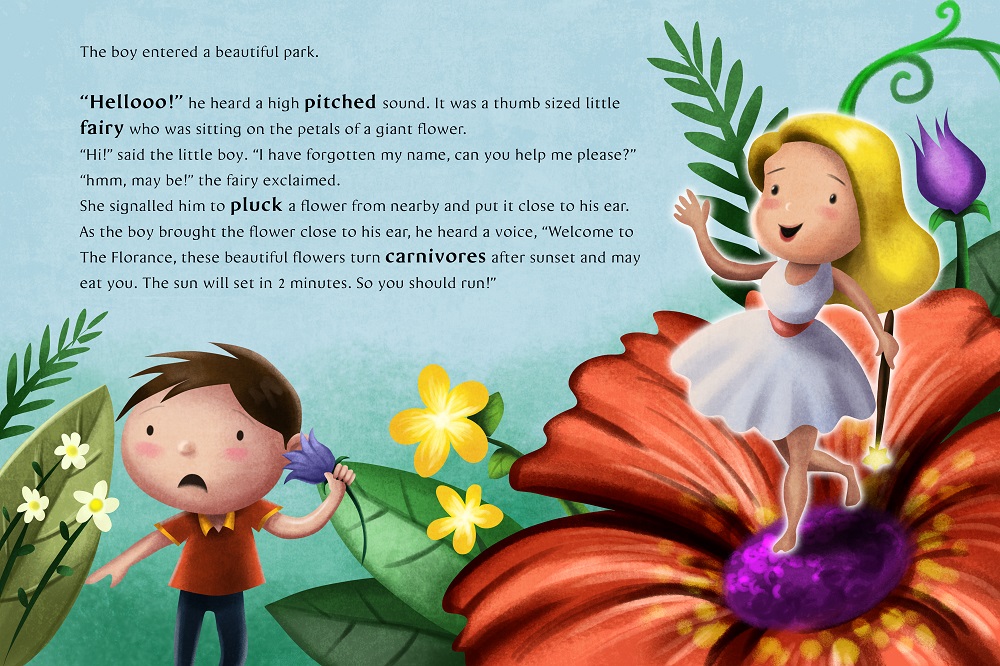 The boy entered a beautiful park.
“Hellooo!” he heard a high pitched sound. It was a thumb sized little
fairy who was sitting on the petals of a giant flower.
“Hi!” said the little boy. “I have forgotten my name, can you help me please?”
“hmm, may be!” the fairy exclaimed.
She signalled him to pluck a flower from nearby and put it close to his ear.
As the boy brought the flower close to his ear, he heard a voice, “Welcome to
The Florance, these beautiful flowers turn carnivores after sunset and may
eat you. The sun will set in 2 minutes. So you should run!”